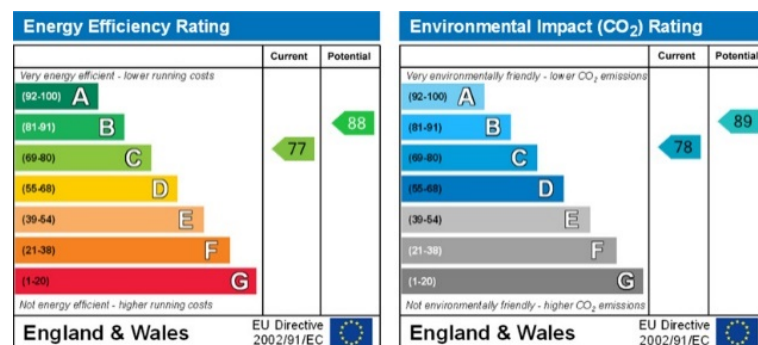 Energy Efficiency Rating
Current Potential
Very energy efficient - lower running costs
(92-100) A
(81-91) B
88
(69-80) C
77
(55-68) D
(39-54) E
(21-38) F
(1-20) G
Not energy efficient - higher running costs
England & Wales
EU Directive
2002/91/EC
Environmental Impact (CO2) Rating
Current Potential
Very environmentally friendly - lower CO2 emissions
(92-100) A
(81-91) B
89
(69-80) C
78
(55-68) D
(39-54) E
(21-38) F
(1-20) G
Not environmentally friendly - higher CO2 emissions
England & Wales
EU Directive
2002/91/EC